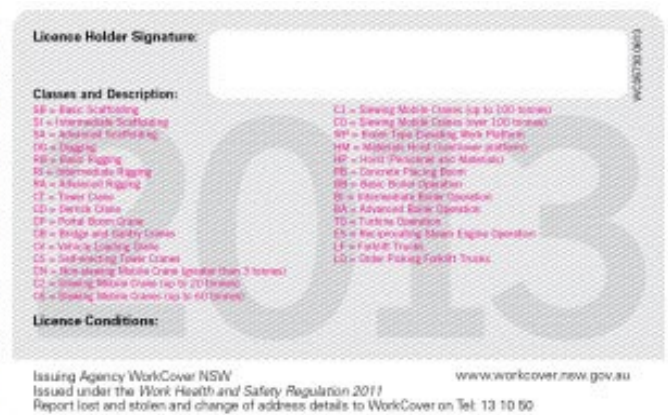 Licence Holder Signature:
WC06730 0613
Classes and Description:
SB = Basic Scaffolding
SI = Intermediate Scaffolding
SA = Advanced Scaffolding
DG = Dogging
RB = Basic Rigging
RI = Intermediate Rigging
RA = Advanced Rigging
CT = Tower Crane
CD = Derrick Crane
CP = Portal Boom Crane
CB = Bridge and Gantry Cranes
CV = Vehicle Loading Crane
CS = Self-erecting Tower Cranes
CN = Non-slewing Mobile Crane (greater than 3 tonnes)
C2 = Slewing Mobile Crane (up to 20 tonnes)
C6 = Slewing Mobile Cranes (up to 60 tonnes)
C1 = Slewing Mobile Cranes (up to 100 tonnes)
C0 = Slewing Mobile Cranes (over 100 tonnes)
WP = Boom Type Elevating Work Platform
HM = Materials Hoist (cantilever platform)
HP = Hoist (Personnel and Materials)
PB = Concrete Placing Boom
BB = Basic Boiler Operation
BI = Intermediate Boiler Operation
BA = Advanced Boiler Operation
TO = Turbine Operation
ES = Reciprocating Steam Engine Operation
LF = Forklift Trucks
LO = Order Picking Forklift Trucks
2013
Licence Conditions:
Issuing Agency WorkCover NSW www.workcover.nsw.gov.au
Issued under the Work Health and Safety Regulation 2011
Report lost and stolen and change of address details to WorkCover on Tel: 13 10 50